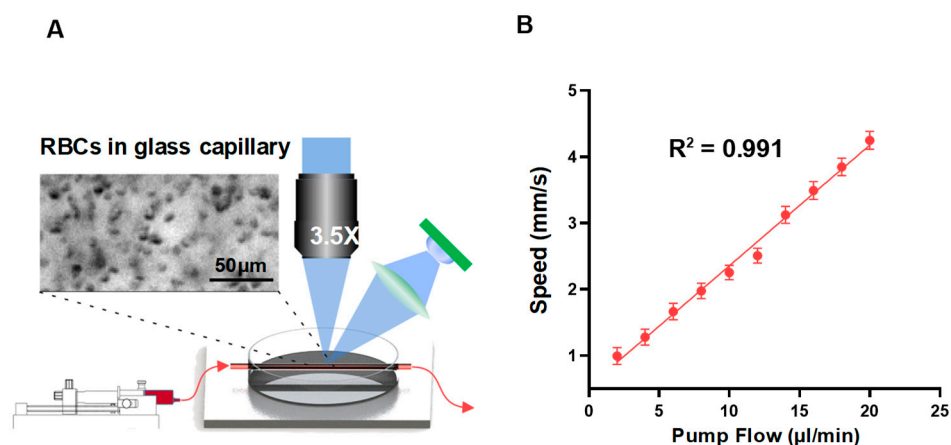 A
RBCs in glass capillary
50μm
3.5X
B
R² = 0.991
Speed (mm/s)
5
4
3
2
1
0
5
10
15
20
25
Pump Flow (μl/min)